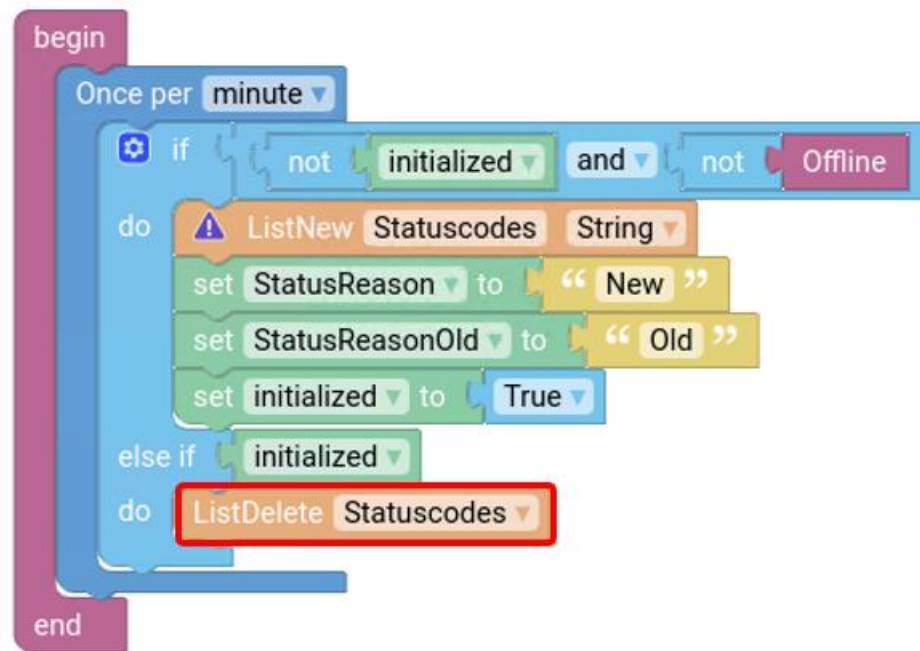 begin
Once per minute
if not initialized and not Offline
do ListNew Statuscodes String
set StatusReason to “ New ”
set StatusReasonOld to “ Old ”
set initialized to True
else if initialized
do ListDelete Statuscodes
end